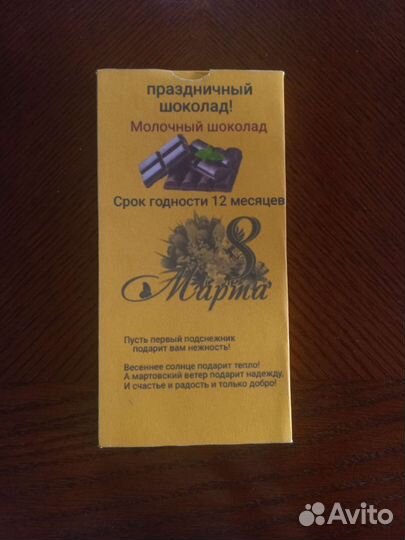 праздничный
шоколад!
Молочный шоколад
Срок годности 12 месяцев
8
Марта
Пусть первый подснежник
подарит вам нежность!
Весеннее солнце подарит тепло!
А мартовский ветер подарит надежду,
И счастье и радость и только добро!
Avito